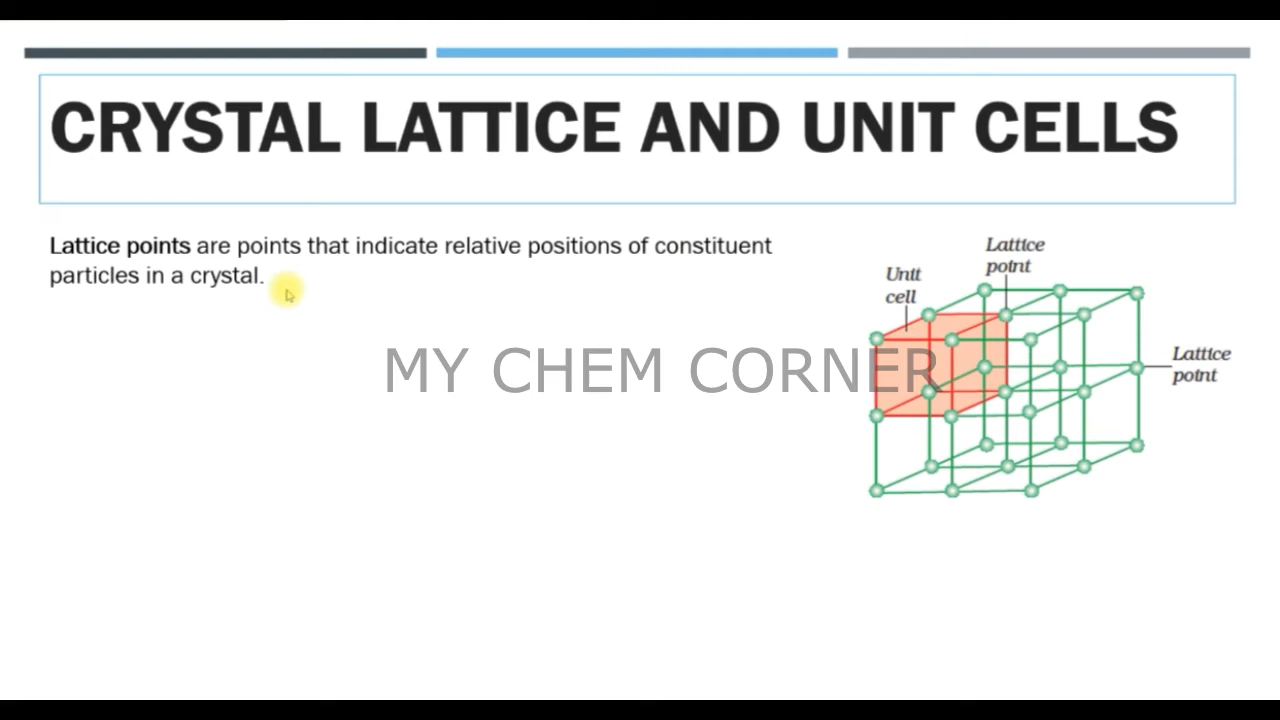 CRYSTAL LATTICE AND UNIT CELLS
Lattice points are points that indicate relative positions of constituent
particles in a crystal.
Lattice
point
Unit
cell
MY CHEM CORNER
Lattice
point